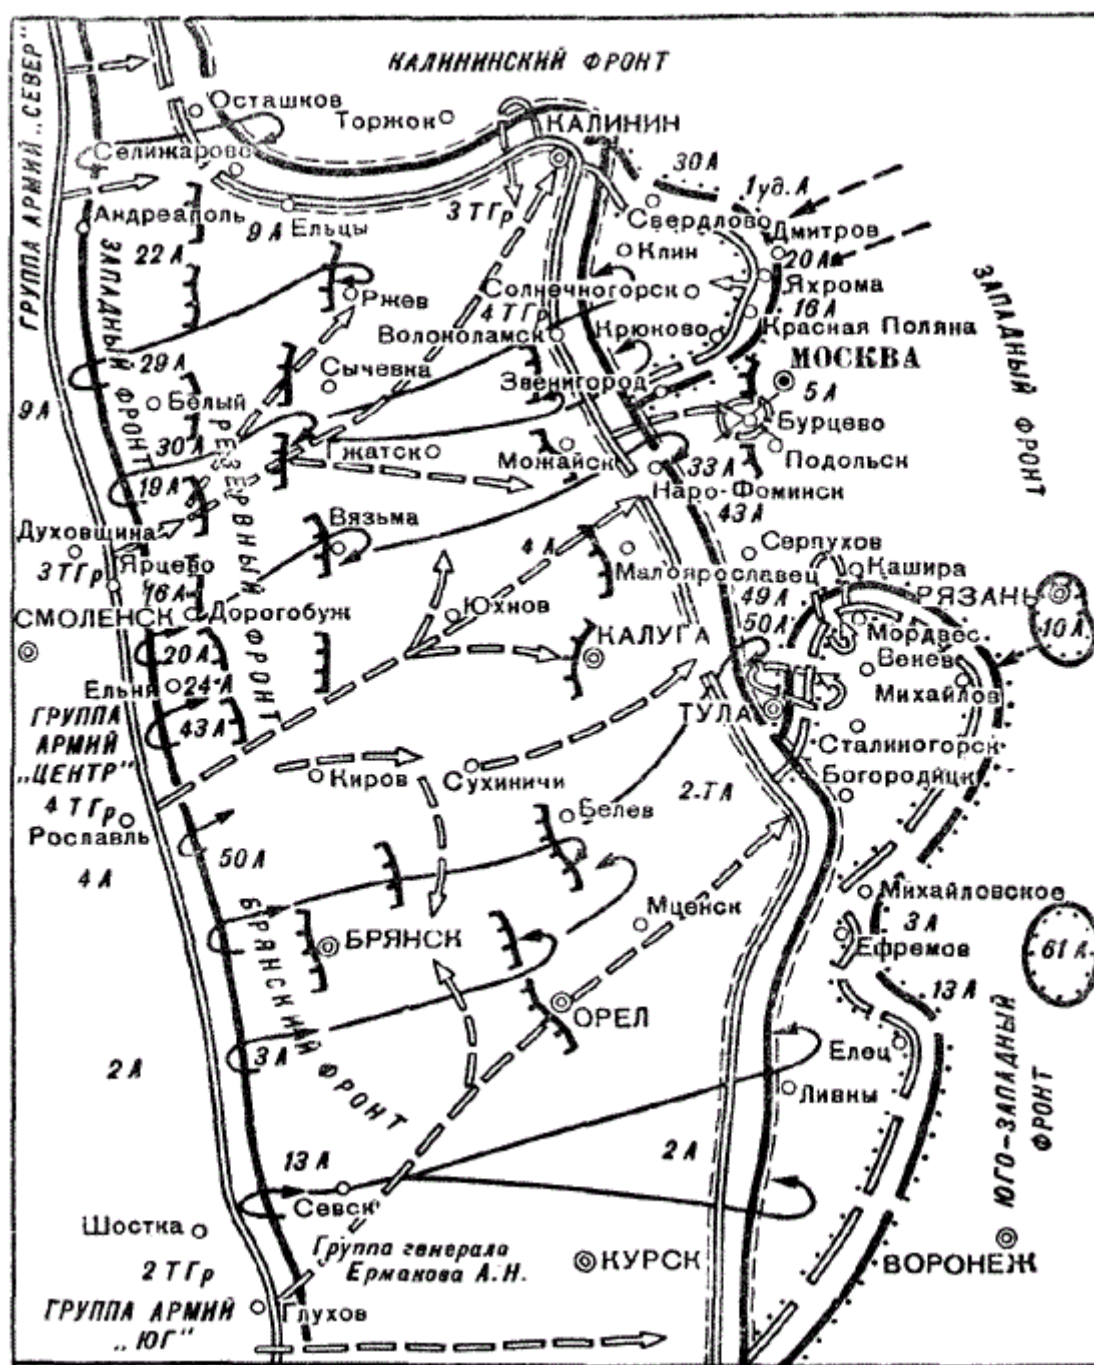 КАЛИНИНСКИЙ ФРОНТ
ГРУППА АРМИЙ „СЕВЕР"
Осташков
Торжок
КАЛИНИН
Селижарово
30 А
1 уд. А
Андреаполь
9 А
Ельцы
3 ТГр
Свердлово
Дмитров
22 А
Клин
20 А
ЗАПАДНЫЙ ФРОНТ
Ржев
Солнечногорск
Яхрома
4 ТГр
16 А
Волоколамск
Крюково
Красная Поляна
ЗАПАДНЫЙ ФРОНТ
29 А
Сычевка
МОСКВА
9 А
Белый
Звенигород
5 А
РЕЗЕРВНЫЙ ФРОНТ
Бурцево
30 А
Гжатск
Можайск
Подольск
33 А
19 А
Наро-Фоминск
43 А
Духовщина
Вязьма
4 А
Серпухов
3 ТГр
Ярцево
Малоярославец
Кашира
16 А
49 А
РЯЗАНЬ
СМОЛЕНСК
Дорогобуж
Юхнов
50 А
10 А
КАЛУГА
Мордвес
20 А
Венев
Ельня
24 А
Михайлов
ГРУППА
АРМИЙ
„ЦЕНТР"
43 А
ТУЛА
Сталиногорск
Киров
Сухиничи
Богородицк
4 ТГр
2 ТА
Рославль
Белев
50 А
4 А
Михайловское
БРЯНСКИЙ ФРОНТ
Мценск
3 А
БРЯНСК
Ефремов
61 А
13 А
ОРЕЛ
ЮГО-ЗАПАДНЫЙ
ФРОНТ
3 А
Елец
2 А
Ливны
13 А
2 А
Севск
Шостка
Группа генерала
Ермакова А.Н.
КУРСК
ВОРОНЕЖ
2 ТГр
ГРУППА АРМИЙ
„ЮГ"
Глухов